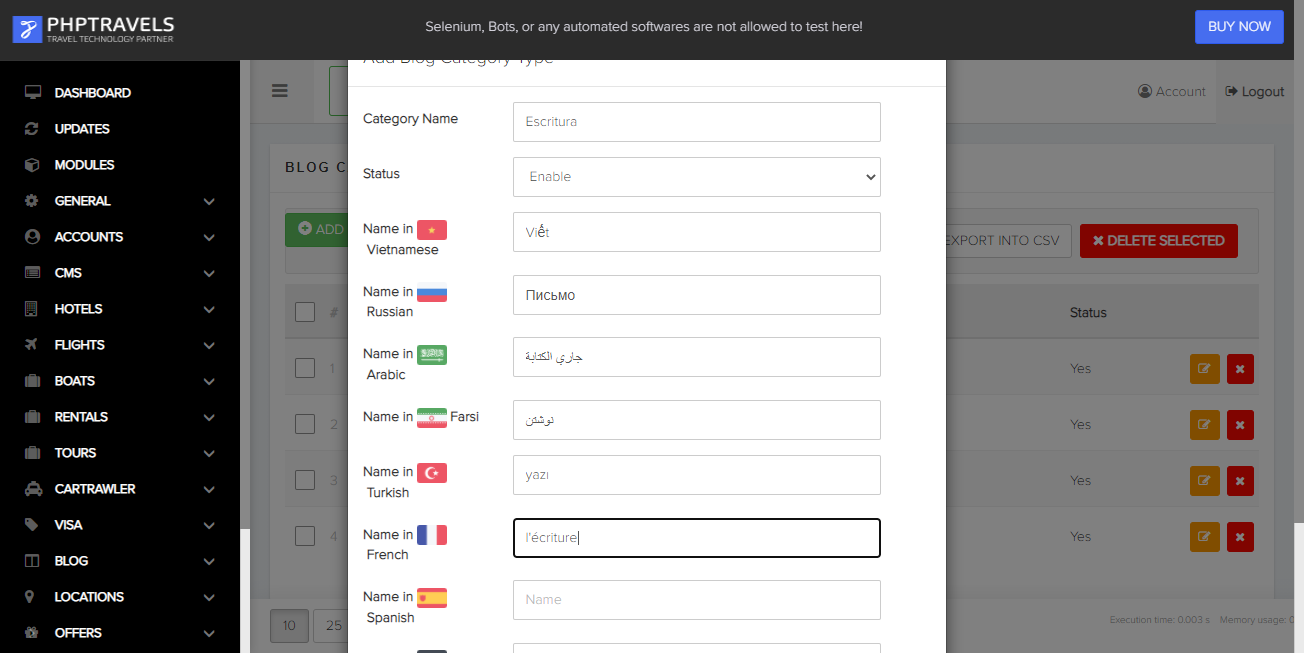 PHPTRAVELS
TRAVEL TECHNOLOGY PARTNER
Selenium, Bots, or any automated softwares are not allowed to test here!
BUY NOW
DASHBOARD
UPDATES
MODULES
GENERAL
ACCOUNTS
CMS
HOTELS
FLIGHTS
BOATS
RENTALS
TOURS
CARTRAWLER
VISA
BLOG
LOCATIONS
OFFERS
Account
Logout
BLOG C
ADD
EXPORT INTO CSV
DELETE SELECTED
#
Status
1
Yes
2
Yes
3
Yes
4
Yes
10
25
Execution time: 0.003 s
Memory usage: 0
Add Blog Category Type
Category Name
Escritura
Status
Enable
Name in
Vietnamese
Viết
Name in
Russian
Письмо
Name in
Arabic
جاري الكتابة
Name in Farsi
نوشتن
Name in
Turkish
yazı
Name in
French
l'écriture
Name in
Spanish
Name